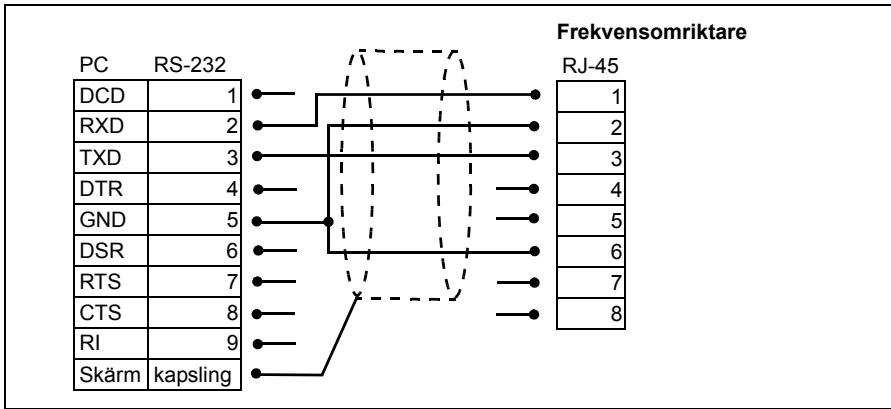 Frekvensomriktare
PC RS-232 RJ-45
DCD 1 1
RXD 2 2
TXD 3 3
DTR 4 4
GND 5 5
DSR 6 6
RTS 7 7
CTS 8 8
RI 9
Skärm kapsling